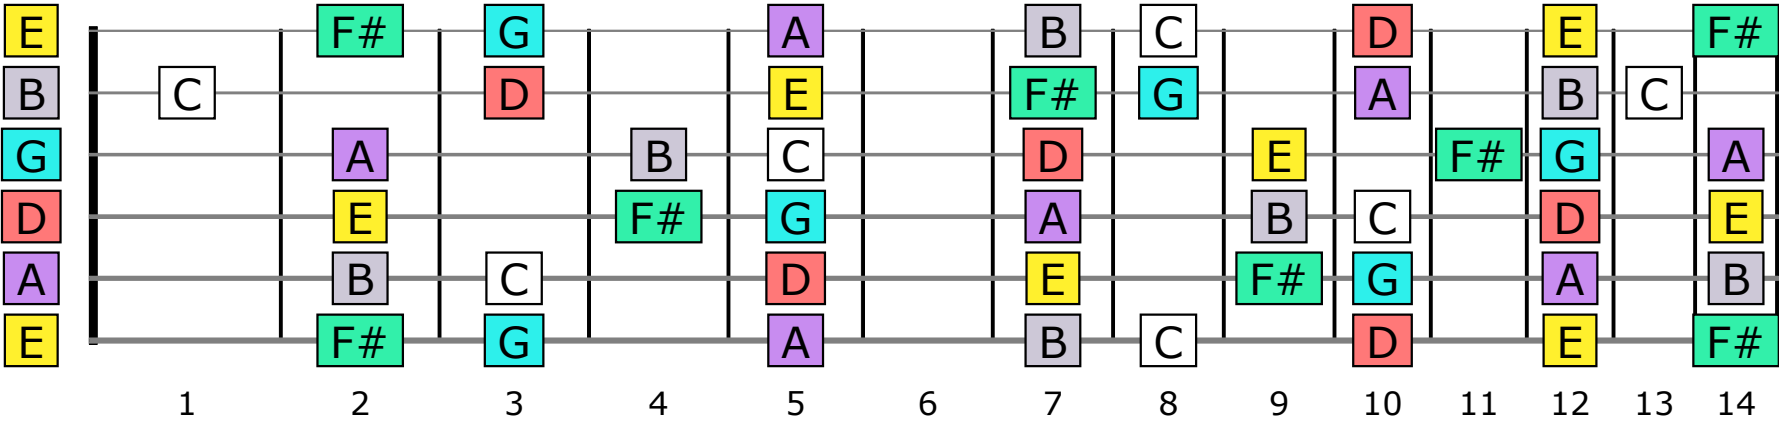 E F# G A B C D E F#
B C D E F# G A B C
G A B C D E F# G A
D E F# G A B C D E
A B C D E F# G A B
E F# G A B C D E F#
1 2 3 4 5 6 7 8 9 10 11 12 13 14